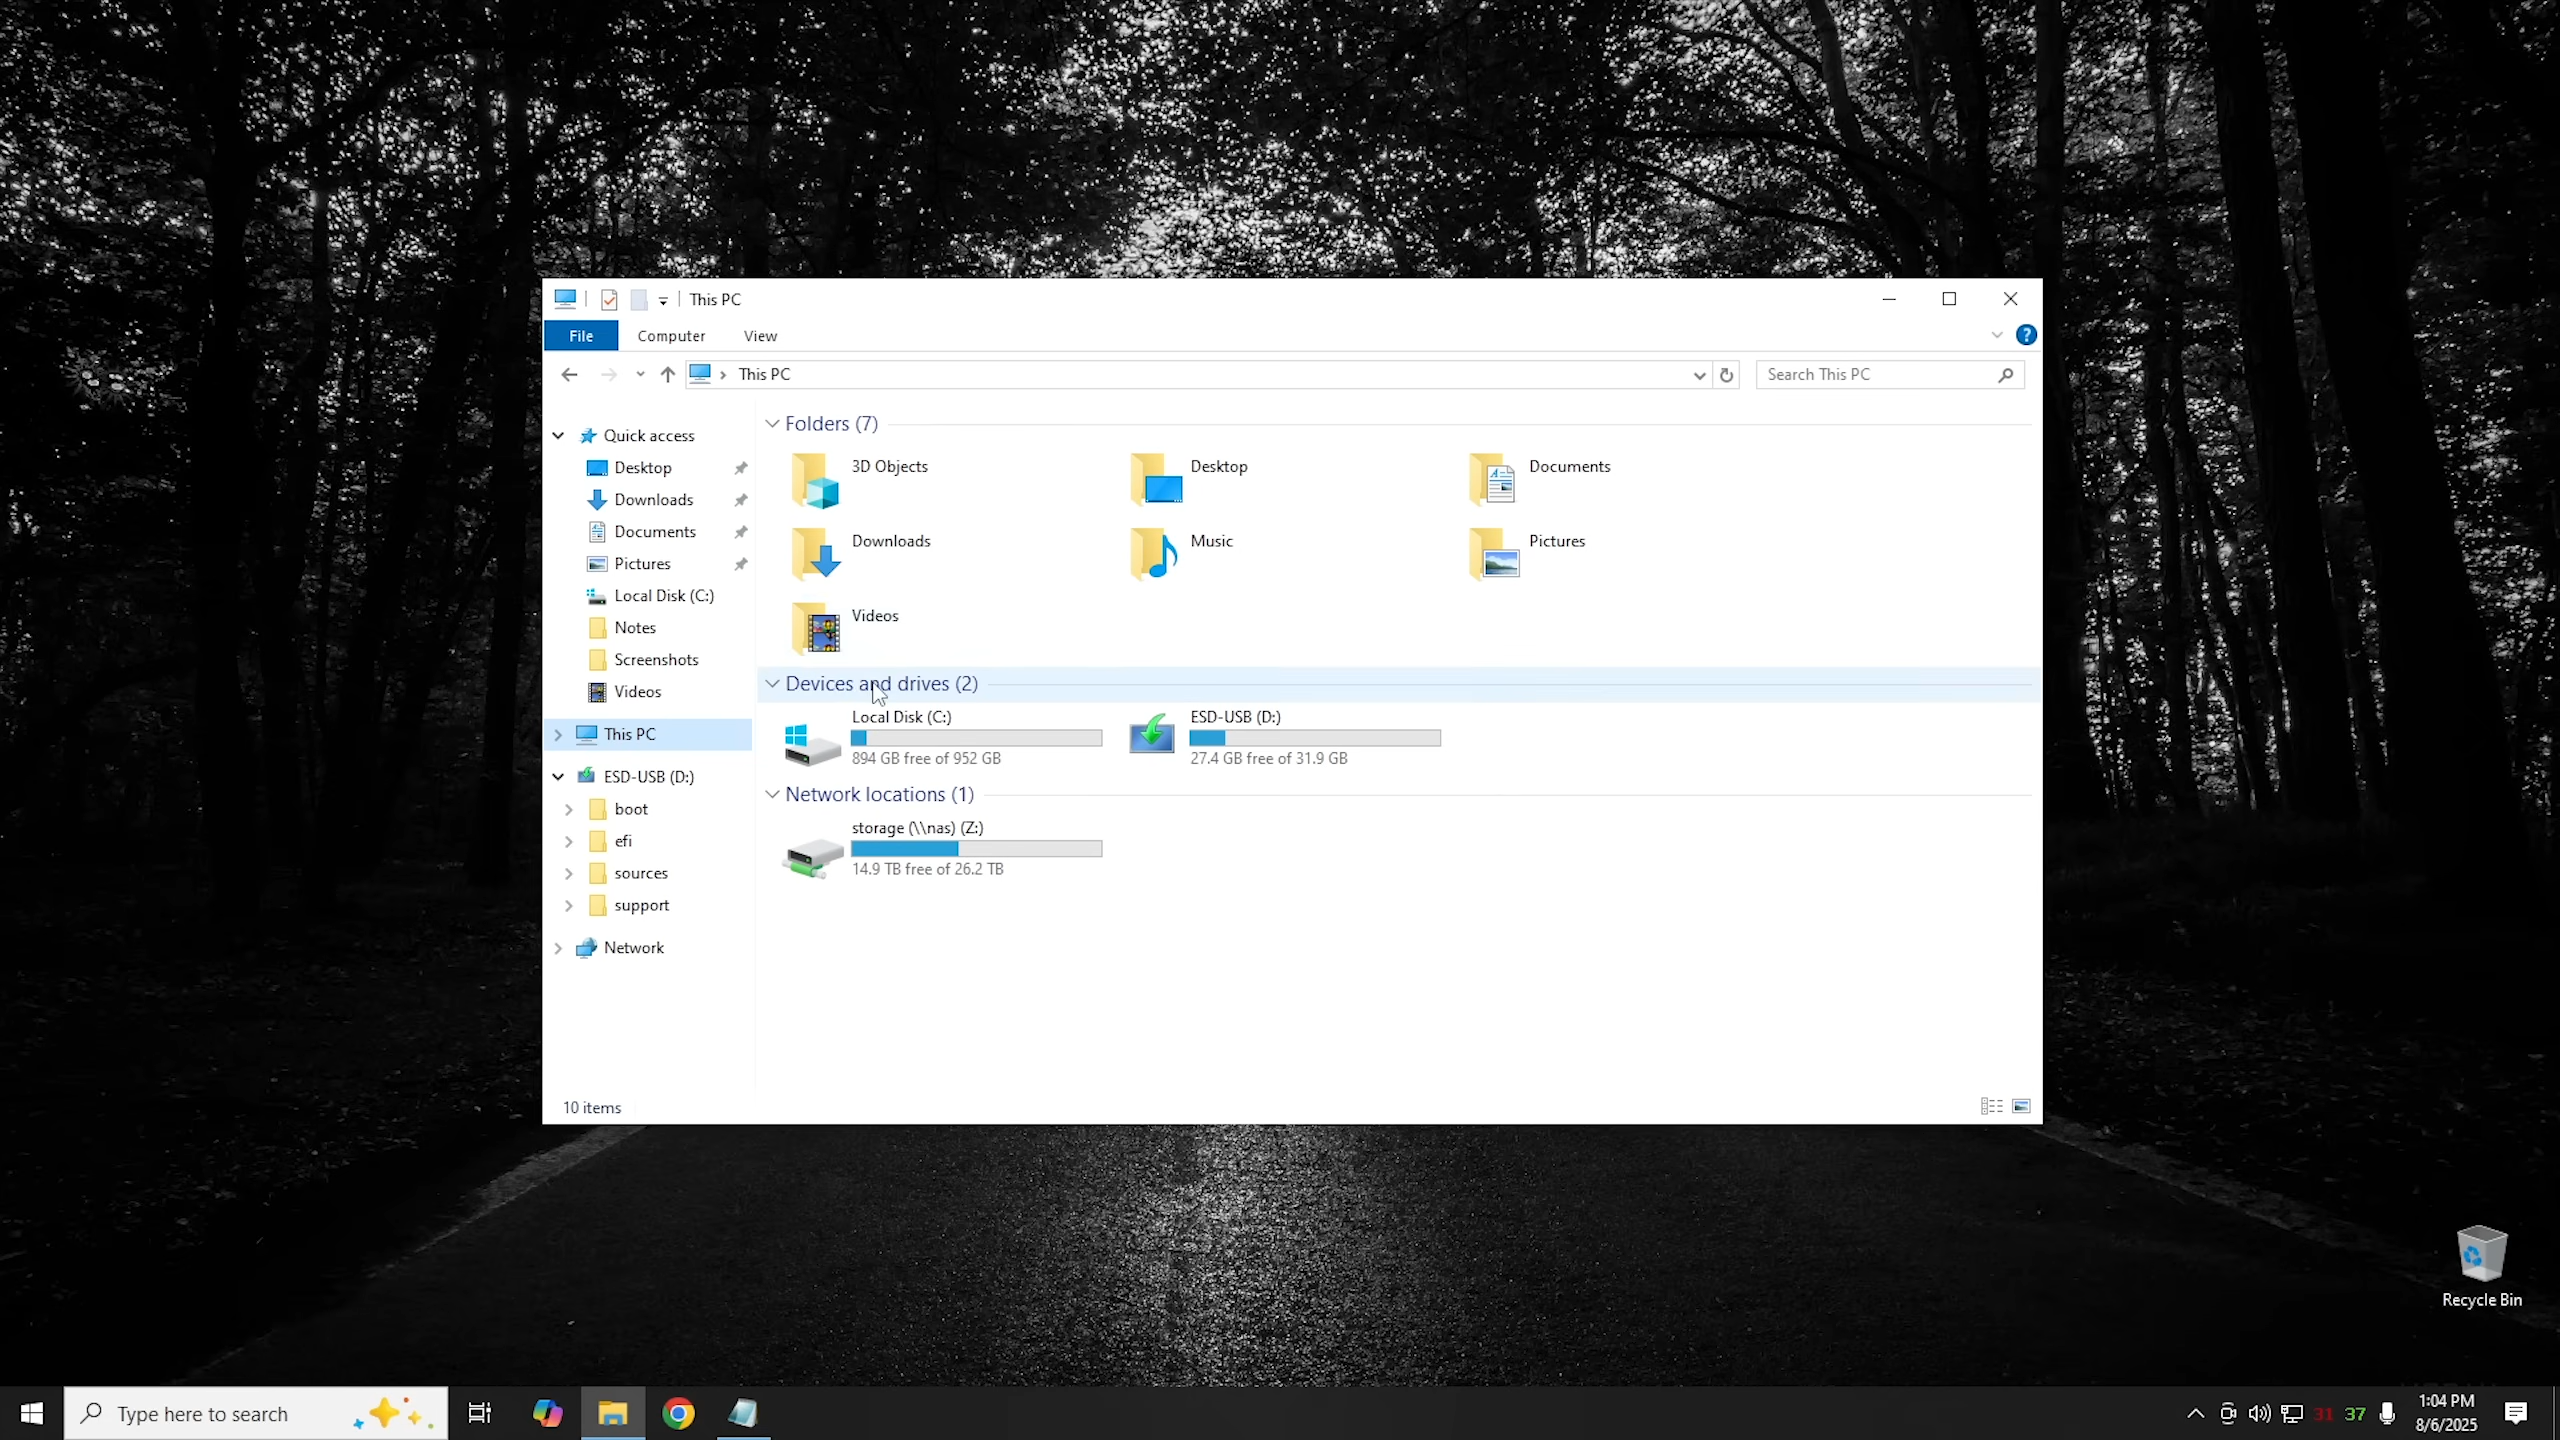 This PC
File Computer View
This PC
Search This PC
Quick access
Desktop
Downloads
Documents
Pictures
Local Disk (C:)
Notes
Screenshots
Videos
This PC
ESD-USB (D:)
boot
efi
sources
support
Network
Folders (7)
3D Objects Desktop Documents
Downloads Music Pictures
Videos
Devices and drives (2)
Local Disk (C:) ESD-USB (D:)
894 GB free of 952 GB 27.4 GB free of 31.9 GB
Network locations (1)
storage (\\nas) (Z:)
14.9 TB free of 26.2 TB
10 items
Recycle Bin
Type here to search
31 37
1:04 PM
8/6/2025